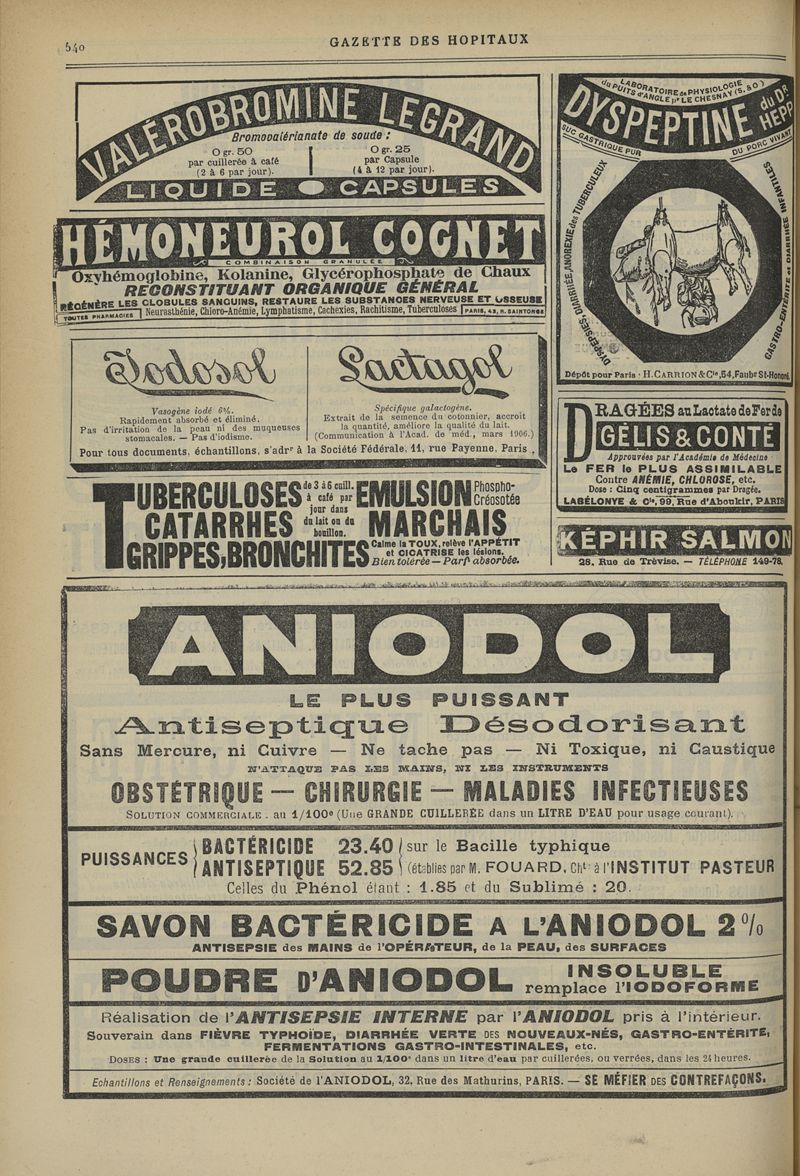 540
GAZETTE DES HOPITAUX
VALÉROBROMINE LEGRAND
Bromovalérianate de soude :
0 gr. 50
par cuillerée à café
(2 à 6 par jour).
0 gr. 25
par Capsule
(4 à 12 par jour).
LIQUIDE CAPSULES
HÉMONEUROL COGNET
COMBINAISON GRANULÉE
Oxyhémoglobine, Kolanine, Glycérophosphate de Chaux
RECONSTITUANT ORGANIQUE GÉNÉRAL
RÉGÉNÈRE LES GLOBULES SANGUINS, RESTAURE LES SUBSTANCES NERVEUSE ET OSSEUSE
TOUTES PHARMACIES
Neurasthénie, Chloro-Anémie, Lymphatisme, Cachexies, Rachitisme, Tuberculoses
PARIS, 43, R. SAINTONGE
Iodosol
Vasogène iodé 6%.
Rapidement absorbé et éliminé.
Pas d'irritation de la peau ni des muqueuses
stomacales. — Pas d'iodisme.
Lactagol
Spécifique galactogène.
Extrait de la semence du cotonnier, accroit
la quantité, améliore la qualité du lait.
(Communication à l'Acad. de méd., mars 1906.)
Pour tous documents, échantillons, s'adr^r à la Société Fédérale, 11, rue Payenne, Paris.
TUBERCULOSES
CATARRHES
GRIPPES, BRONCHITES
de 3 à 6 cuill.
à café par
jour dans
du lait ou du
bouillon.
EMULSION
Phospho-
Créosotée
MARCHAIS
Calme la TOUX, relève l'APPÉTIT
et CICATRISE les lésions.
Bien tolérée — Parf^t absorbée.
LABORATOIRE de PHYSIOLOGIE
du PUITS d'ANGLE p^r LE CHESNAY (S. & O.)
DYSPEPTINE du D^R HEPP
SUC GASTRIQUE PUR
DU PORC VIVANT
DYSPEPSIES, DIARRHÉE, ANOREXIE des TUBERCULEUX
GASTRO-ENTÉRITE et DIARRHÉE INFANTILES
Dépôt pour Paris : H. CARRION & C^ie, 54, Faub^g S^t-Honoré
DRAGÉES au Lactate de Fer de
GÉLIS & CONTÉ
Approuvées par l'Académie de Médecine
Le FER le PLUS ASSIMILABLE
Contre ANÉMIE, CHLOROSE, etc.
Dose : Cinq centigrammes par Dragée.
LABÉLONYE & C^ie, 99, Rue d'Aboukir, PARIS
KÉPHIR SALMON
28, Rue de Trévise. — TÉLÉPHONE 149-78.
ANIODOL
LE PLUS PUISSANT
Antiseptique Désodorisant
Sans Mercure, ni Cuivre — Ne tache pas — Ni Toxique, ni Caustique
N'ATTAQUE PAS LES MAINS, NI LES INSTRUMENTS
OBSTÉTRIQUE — CHIRURGIE — MALADIES INFECTIEUSES
SOLUTION COMMERCIALE. au 1/100^e (Une GRANDE CUILLERÉE dans un LITRE D'EAU pour usage courant).
PUISSANCES
BACTÉRICIDE 23.40
ANTISEPTIQUE 52.85
sur le Bacille typhique
(établies par M. FOUARD, Ch^t à l'INSTITUT PASTEUR
Celles du Phénol étant : 1.85 et du Sublimé : 20.
SAVON BACTÉRICIDE A L'ANIODOL 2%
ANTISEPSIE des MAINS de l'OPÉRATEUR, de la PEAU, des SURFACES
POUDRE D'ANIODOL
INSOLUBLE
remplace l'IODOFORME
Réalisation de l'ANTISEPSIE INTERNE par l'ANIODOL pris à l'intérieur.
Souverain dans FIÈVRE TYPHOÏDE, DIARRHÉE VERTE DES NOUVEAUX-NÉS, GASTRO-ENTÉRITE,
FERMENTATIONS GASTRO-INTESTINALES, etc.
DOSES : Une grande cuillerée de la Solution au 1/100^e dans un litre d'eau par cuillerées, ou verrées, dans les 24 heures.
Echantillons et Renseignements : Société de l'ANIODOL, 32, Rue des Mathurins, PARIS. — SE MÉFIER DES CONTREFAÇONS.